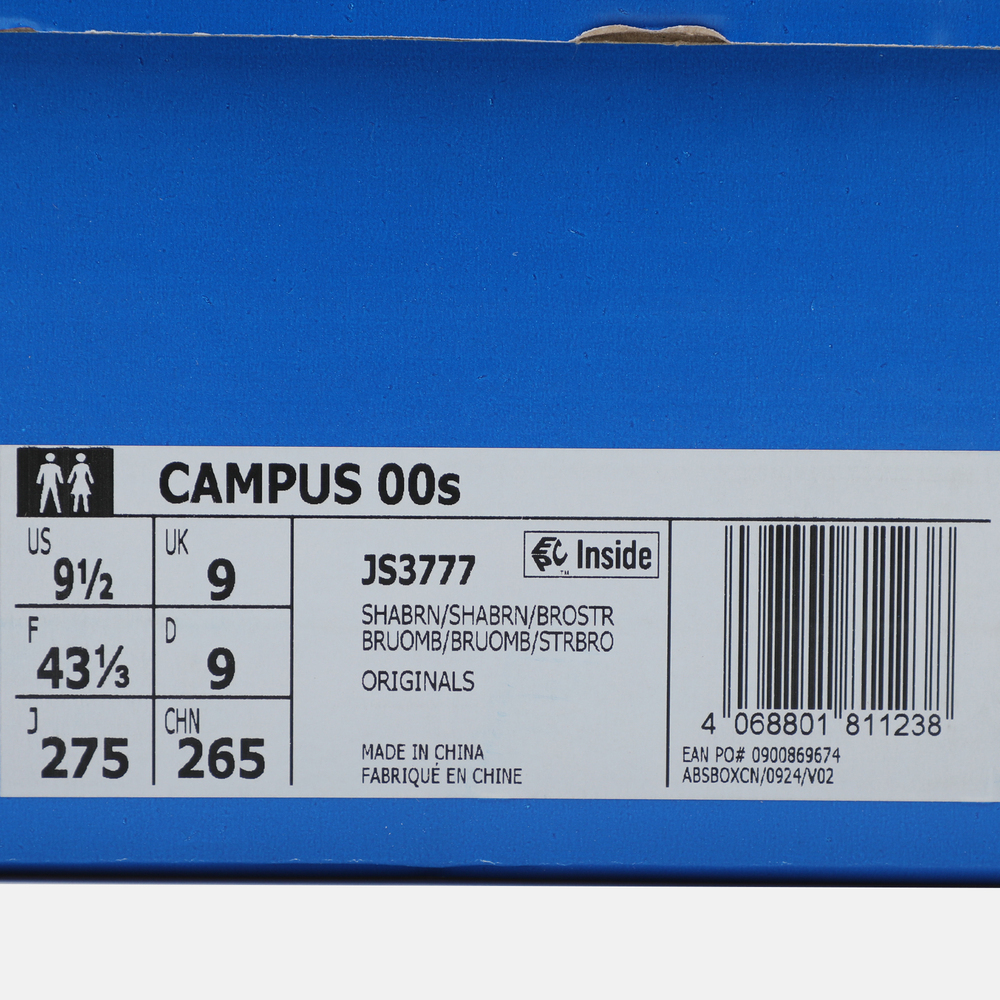 CAMPUS 00s
US 9½ UK 9
F 43⅓ D 9
J 275 CHN 265
JS3777
Inside
TM
SHABRN/SHABRN/BROSTR
BRUOMB/BRUOMB/STRBRO
ORIGINALS
MADE IN CHINA
FABRIQUÉ EN CHINE
4 068801 811238
EAN PO# 0900869674
ABSBOXCN/0924/V02